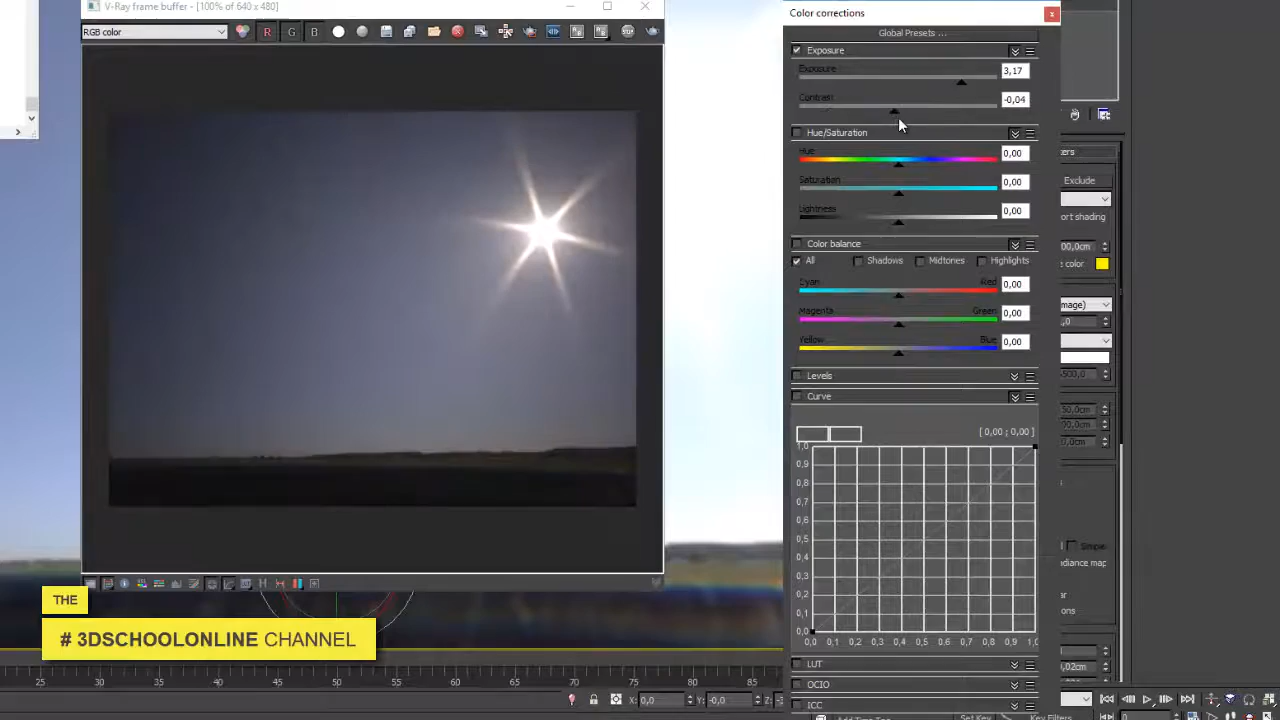 V-Ray frame buffer - [100% of 640 x 480]
RGB color
R G B
Color corrections
Global Presets ...
Exposure
Exposure 3,17
Contrast -0,04
Hue/Saturation
Hue 0,00
Saturation 0,00
Lightness 0,00
Color balance
All Shadows Midtones Highlights
Cyan Red 0,00
Magenta Green 0,00
Yellow Blue 0,00
Levels
Curve
[ 0,00 ; 0,00 ]
1,0
0,9
0,8
0,7
0,6
0,5
0,4
0,3
0,2
0,1
0,0
0,0 0,1 0,2 0,3 0,4 0,5 0,6 0,7 0,8 0,9 1,0
LUT
OCIO
ICC
Exclude
THE
# 3DSCHOOLONLINE CHANNEL
25 30 35 40 45 50 55 60 65 70 75 80 85
X: 0,0 Y: -0,0